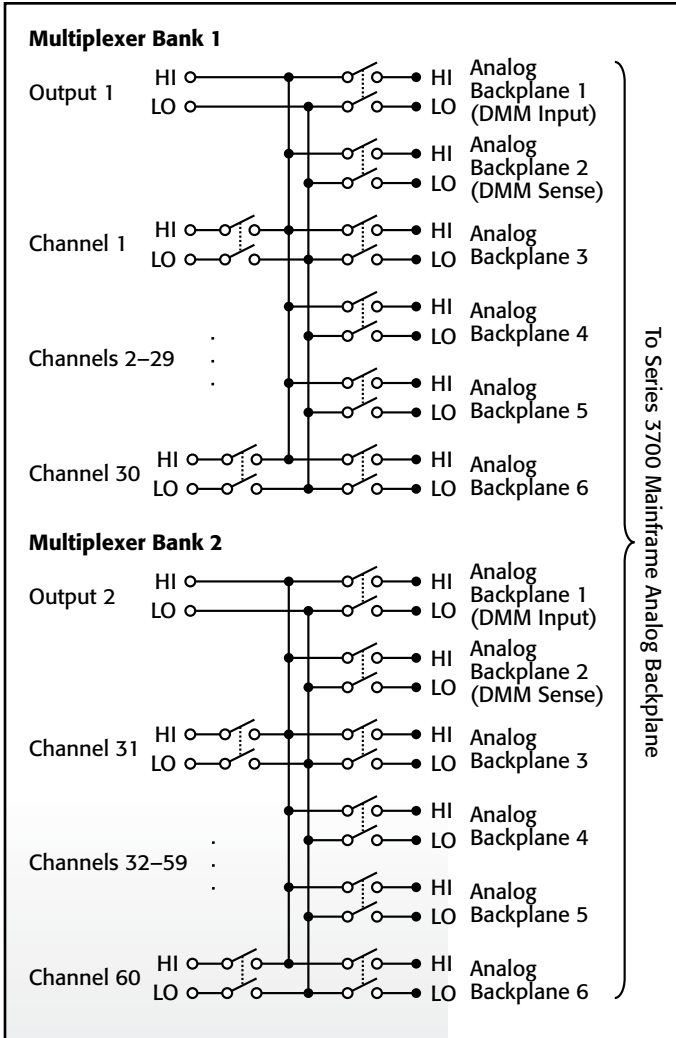 Multiplexer Bank 1
Output 1
HI
LO
HI
LO
Analog
Backplane 1
(DMM Input)
HI
LO
Analog
Backplane 2
(DMM Sense)
Channel 1
HI
LO
HI
LO
Analog
Backplane 3
HI
LO
Analog
Backplane 4
Channels 2–29
HI
LO
Analog
Backplane 5
Channel 30
HI
LO
HI
LO
Analog
Backplane 6
Multiplexer Bank 2
Output 2
HI
LO
HI
LO
Analog
Backplane 1
(DMM Input)
HI
LO
Analog
Backplane 2
(DMM Sense)
Channel 31
HI
LO
HI
LO
Analog
Backplane 3
HI
LO
Analog
Backplane 4
Channels 32–59
HI
LO
Analog
Backplane 5
Channel 60
HI
LO
HI
LO
Analog
Backplane 6
To Series 3700 Mainframe Analog Backplane